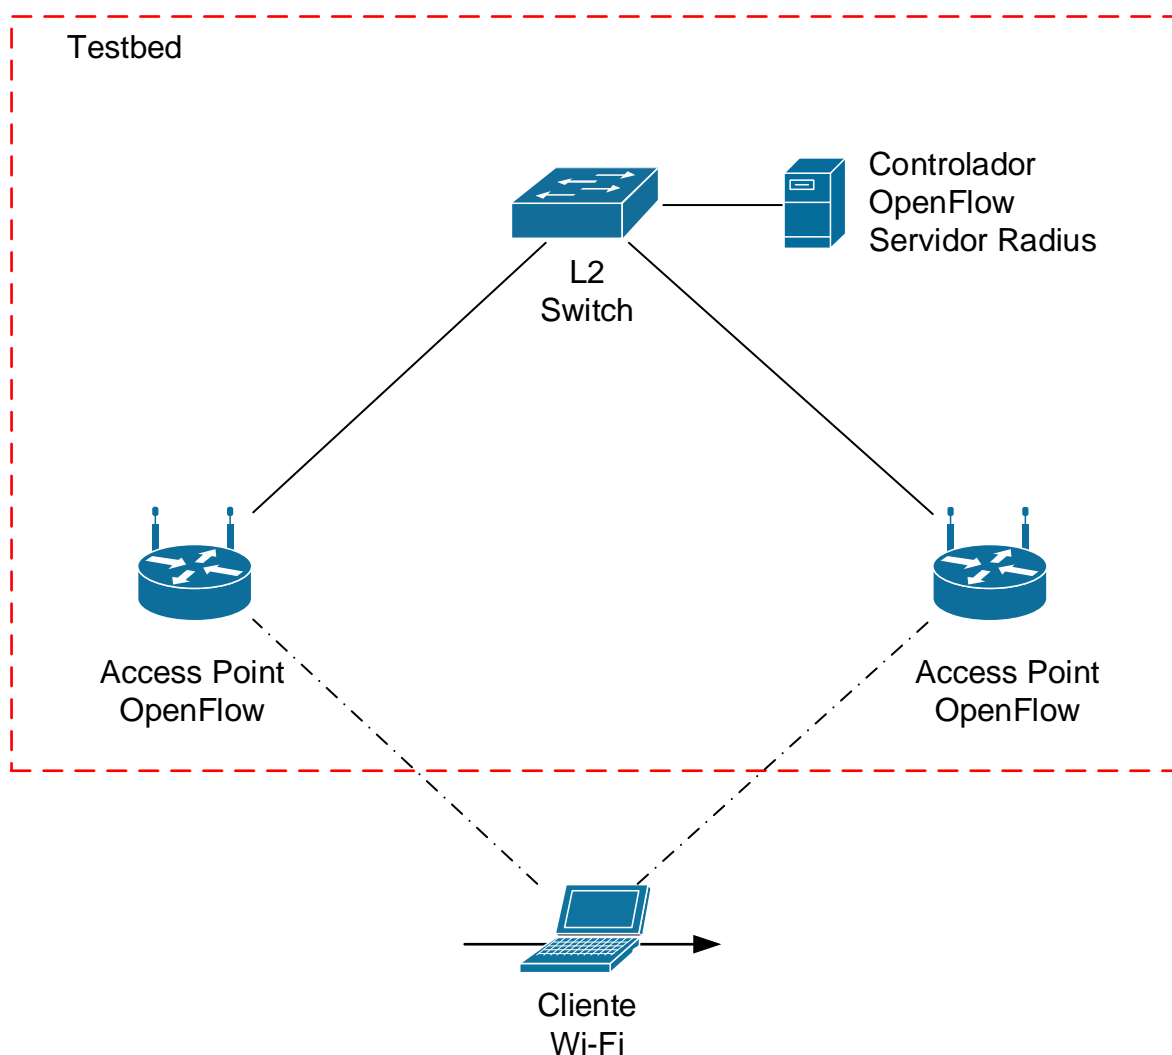 Testbed
Controlador
OpenFlow
Servidor Radius
L2
Switch
Access Point
OpenFlow
Access Point
OpenFlow
Cliente
Wi-Fi